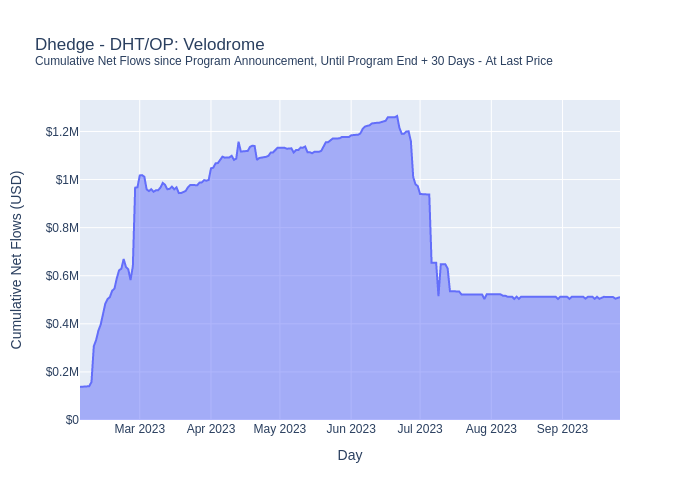 Dhedge - DHT/OP: Velodrome
Cumulative Net Flows since Program Announcement, Until Program End + 30 Days - At Last Price
Cumulative Net Flows (USD)
$1.2M
$1M
$0.8M
$0.6M
$0.4M
$0.2M
$0
Mar 2023 Apr 2023 May 2023 Jun 2023 Jul 2023 Aug 2023 Sep 2023
Day